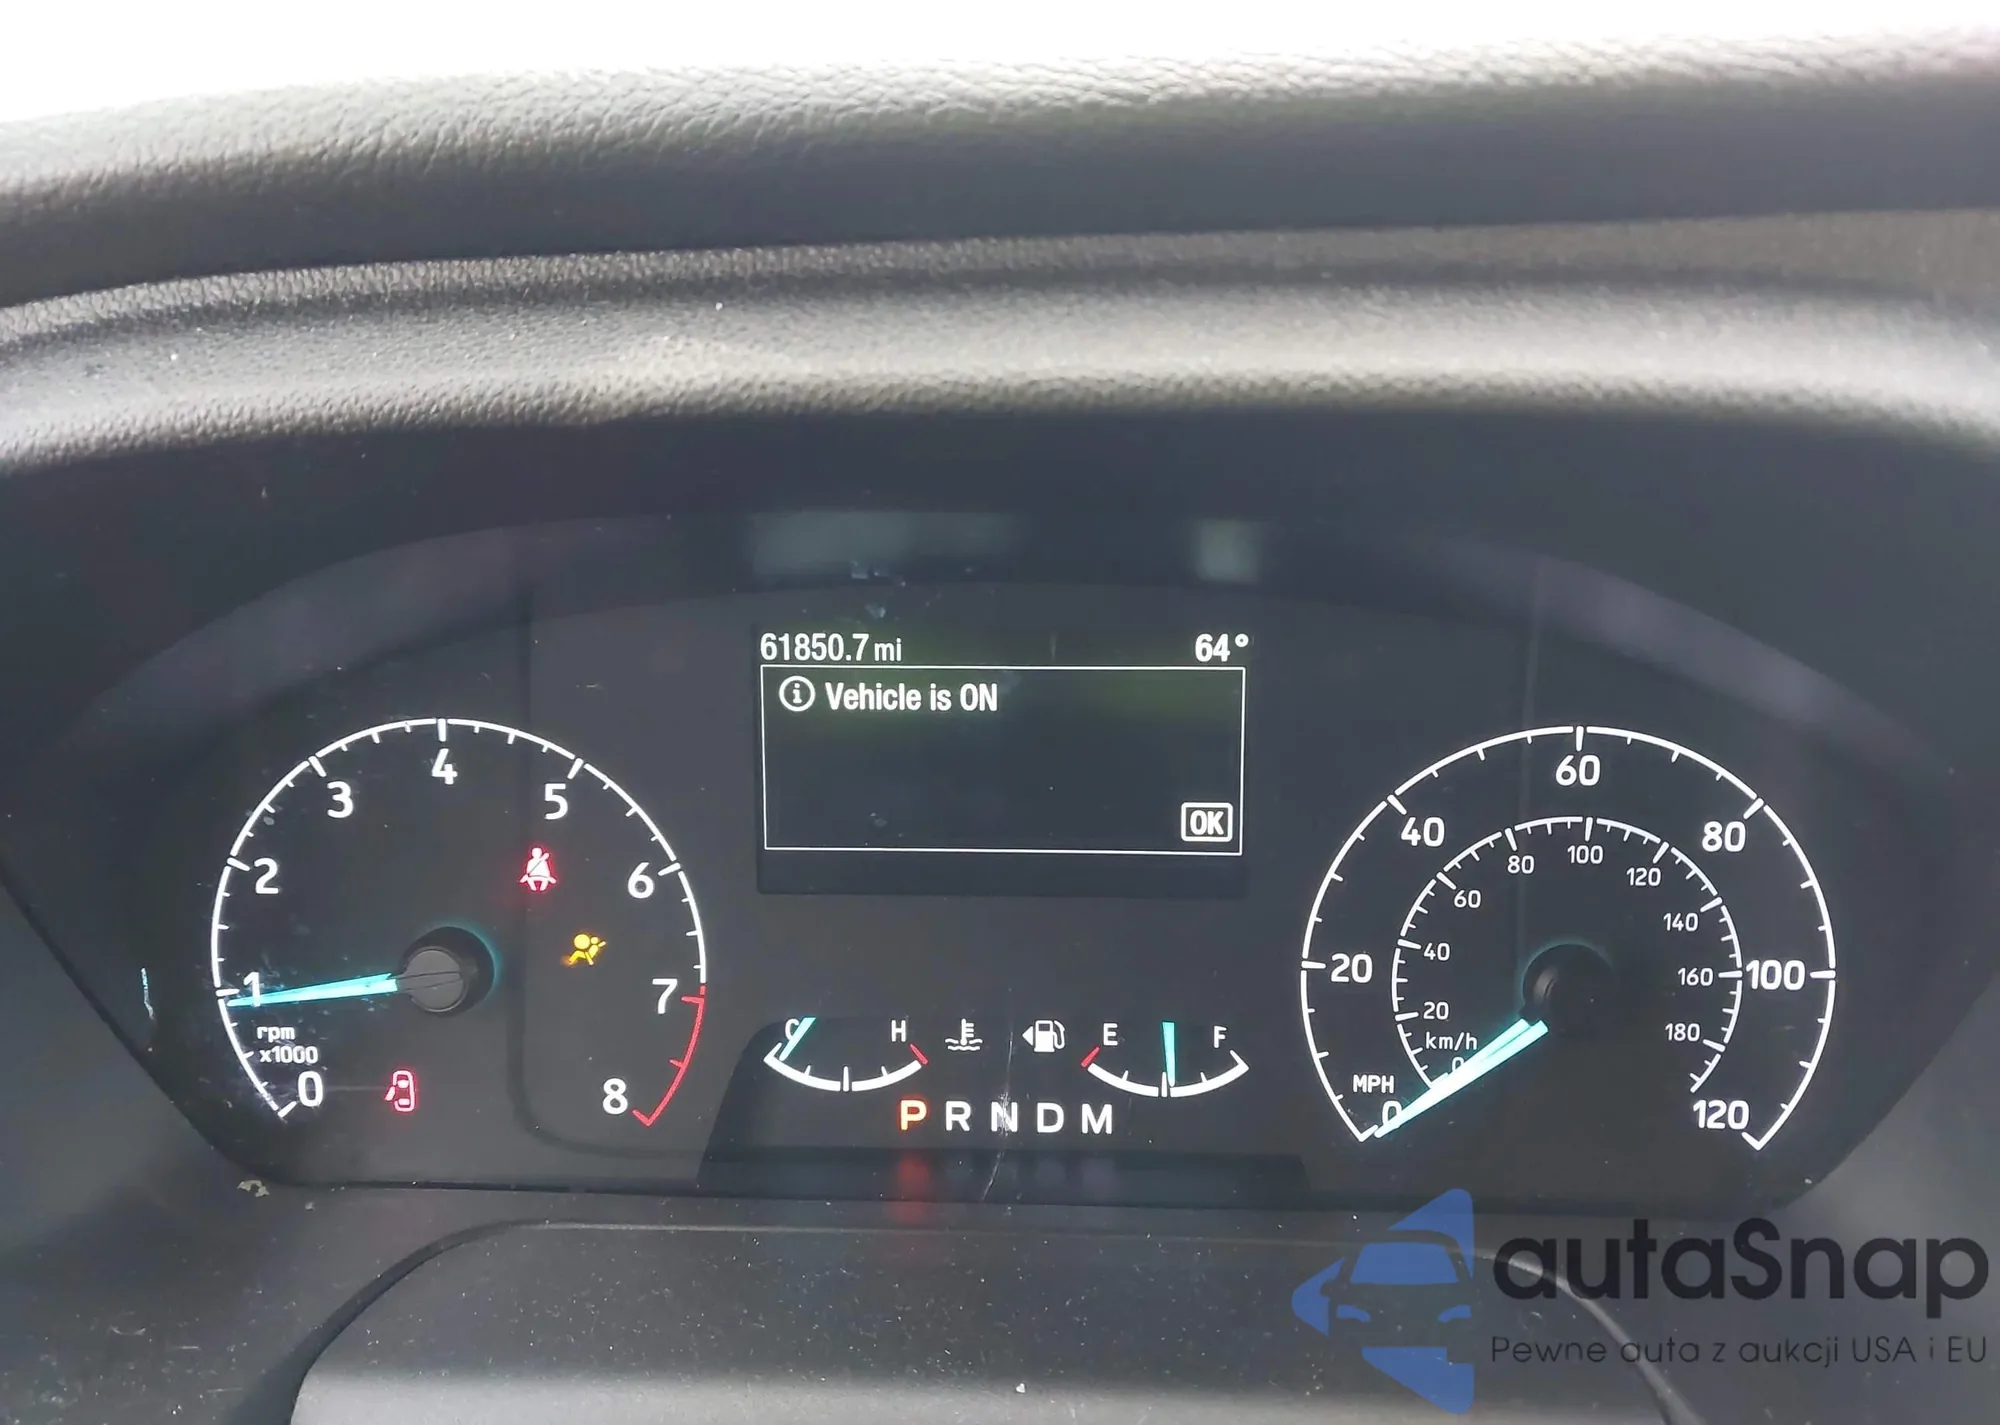 61850.7 mi 64°
i Vehicle is ON
OK
0 1 2 3 4 5 6 7 8
rpm
x1000
C H
E F
P R N D M
0 20 40 60 80 100 120
MPH
0 20 40 60 80 100 120 140 160 180
km/h
autaSnap
Pewne auta z aukcji USA i EU